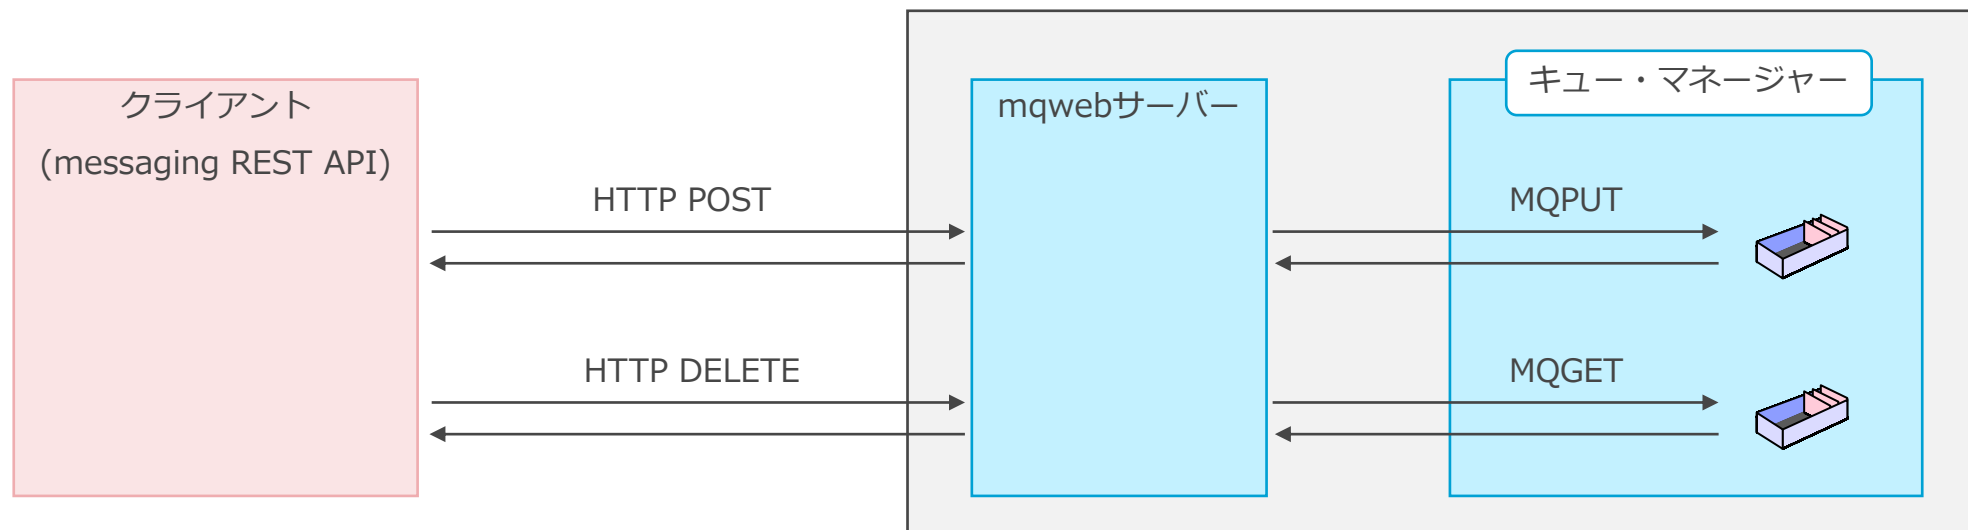 クライアント
(messaging REST API)
mqwebサーバー
キュー・マネージャー
HTTP POST
MQPUT
HTTP DELETE
MQGET